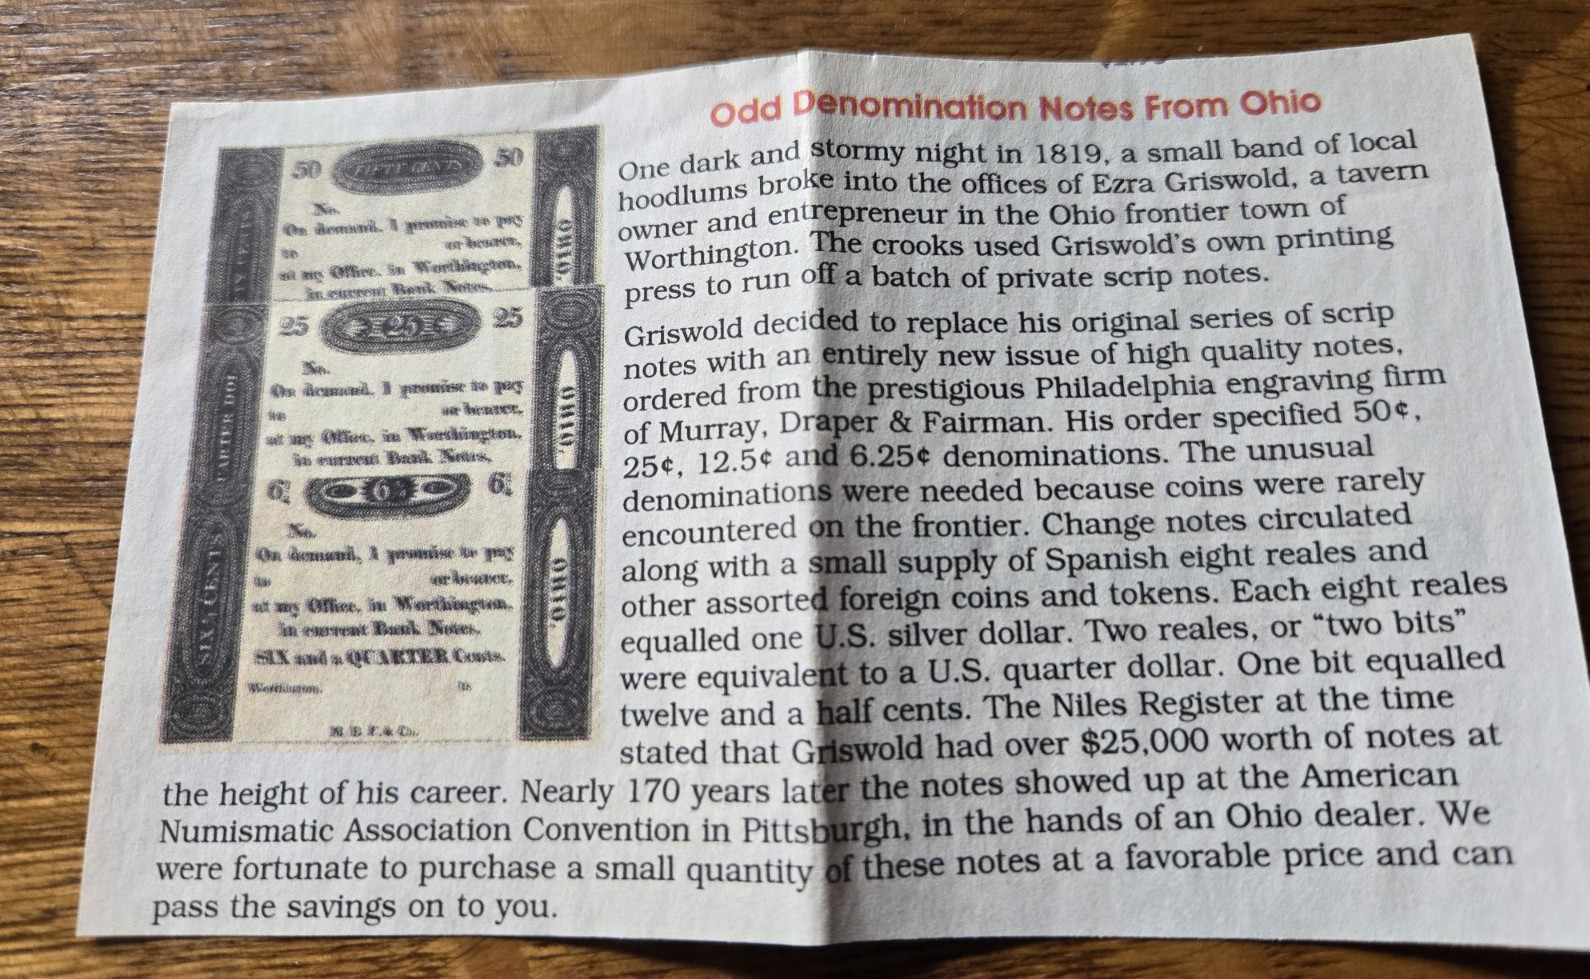 Odd Denomination Notes From Ohio
One dark and stormy night in 1819, a small band of local
hoodlums broke into the offices of Ezra Griswold, a tavern
owner and entrepreneur in the Ohio frontier town of
Worthington. The crooks used Griswold's own printing
press to run off a batch of private scrip notes.
Griswold decided to replace his original series of scrip
notes with an entirely new issue of high quality notes,
ordered from the prestigious Philadelphia engraving firm
of Murray, Draper & Fairman. His order specified 50¢,
25¢, 12.5¢ and 6.25¢ denominations. The unusual
denominations were needed because coins were rarely
encountered on the frontier. Change notes circulated
along with a small supply of Spanish eight reales and
other assorted foreign coins and tokens. Each eight reales
equalled one U.S. silver dollar. Two reales, or "two bits"
were equivalent to a U.S. quarter dollar. One bit equalled
twelve and a half cents. The Niles Register at the time
stated that Griswold had over $25,000 worth of notes at
the height of his career. Nearly 170 years later the notes showed up at the American
Numismatic Association Convention in Pittsburgh, in the hands of an Ohio dealer. We
were fortunate to purchase a small quantity of these notes at a favorable price and can
pass the savings on to you.
50 FIFTY CENTS 50
No.
On demand, I promise to pay
to or bearer,
at my Office, in Worthington,
in current Bank Notes
OHIO.
25 25 25
No.
On demand, I promise to pay
to or bearer,
at my Office, in Worthington,
in current Bank Notes,
OHIO.
6¼ 6¼ 6¼
No.
On demand, I promise to pay
to or bearer,
at my Office, in Worthington,
in current Bank Notes,
SIX and a QUARTER Cents.
Worthington,
OHIO.
SIX ¼ CENTS